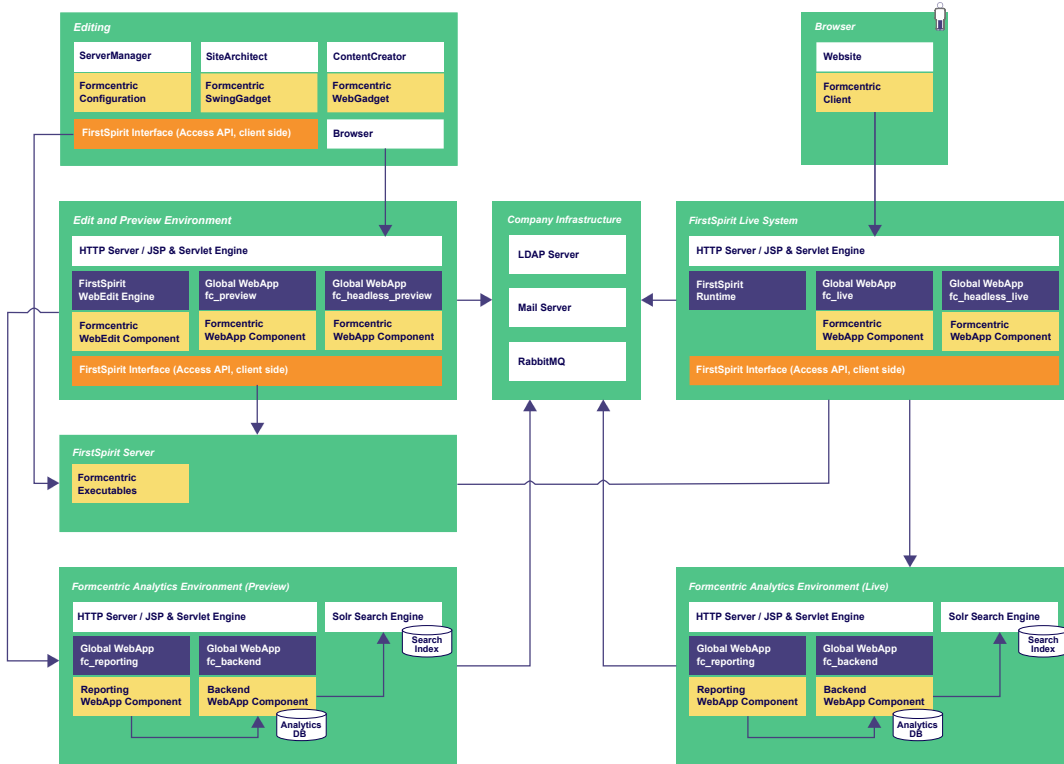 Editing
ServerManager
SiteArchitect
ContentCreator
Formcentric
Configuration
Formcentric
SwingGadget
Formcentric
WebGadget
FirstSpirit Interface (Access API, client side)
Browser
Browser
Website
Formcentric
Client
Edit and Preview Environment
HTTP Server / JSP & Servlet Engine
FirstSpirit
WebEdit Engine
Global WebApp
fc_preview
Global WebApp
fc_headless_preview
Formcentric
WebEdit Component
Formcentric
WebApp Component
Formcentric
WebApp Component
FirstSpirit Interface (Access API, client side)
Company Infrastructure
LDAP Server
Mail Server
RabbitMQ
FirstSpirit Live System
HTTP Server / JSP & Servlet Engine
FirstSpirit
Runtime
Global WebApp
fc_live
Global WebApp
fc_headless_live
Formcentric
WebApp Component
Formcentric
WebApp Component
FirstSpirit Interface (Access API, client side)
FirstSpirit Server
Formcentric
Executables
Formcentric Analytics Environment (Preview)
HTTP Server / JSP & Servlet Engine
Solr Search Engine
Search
Index
Global WebApp
fc_reporting
Global WebApp
fc_backend
Reporting
WebApp Component
Backend
WebApp Component
Analytics
DB
Formcentric Analytics Environment (Live)
HTTP Server / JSP & Servlet Engine
Solr Search Engine
Search
Index
Global WebApp
fc_reporting
Global WebApp
fc_backend
Reporting
WebApp Component
Backend
WebApp Component
Analytics
DB